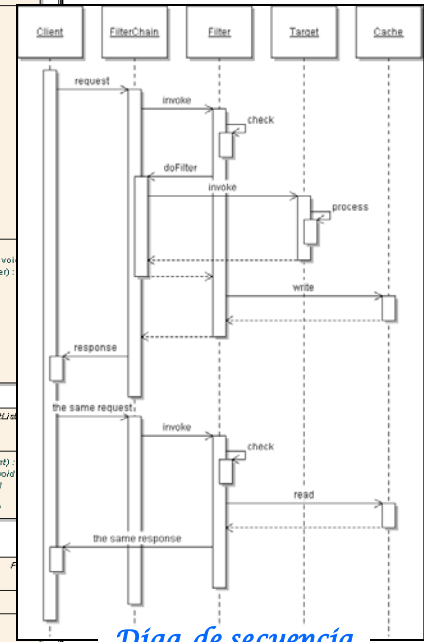 Client FilterChain Filter Target Cache
request
invoke
check
doFilter
invoke
process
write
response
the same request
invoke
check
read
the same response
Diag. de secuencia